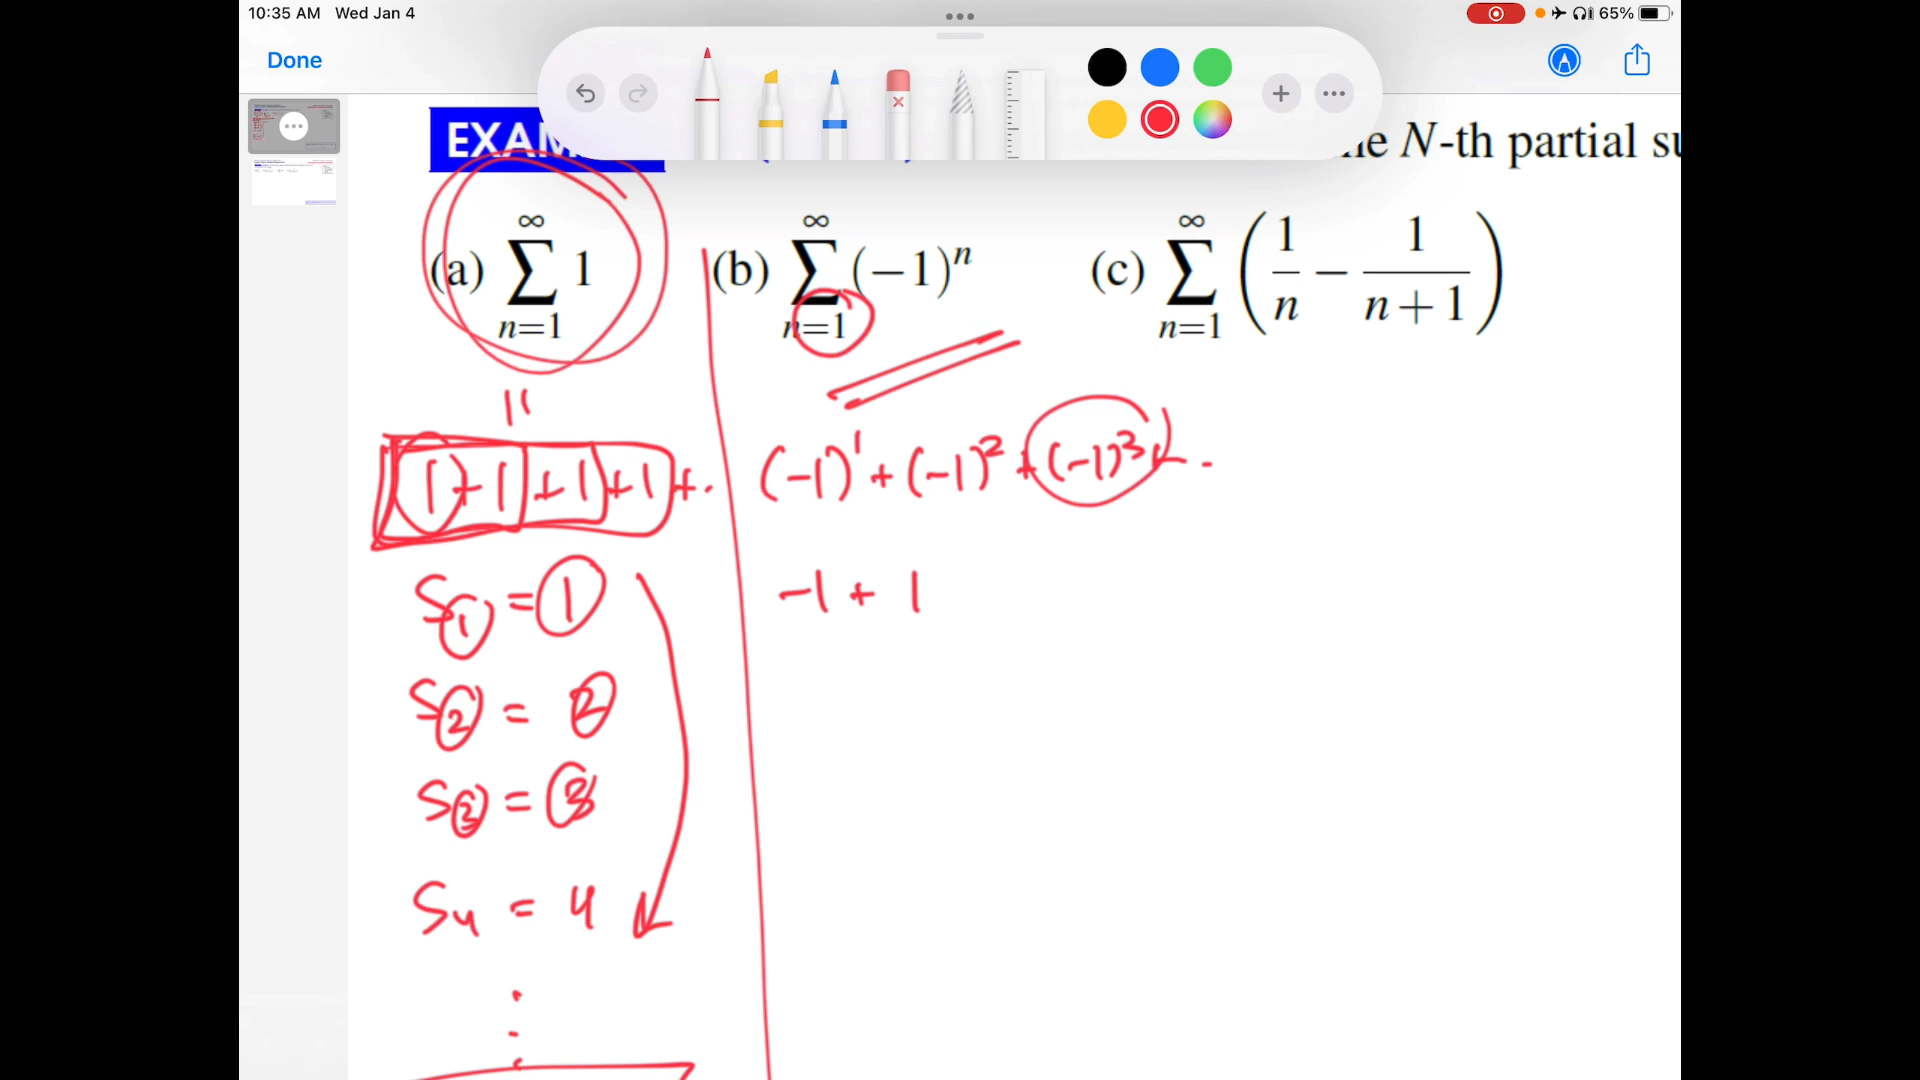 10:35 AM Wed Jan 4
65%
Done
N-th partial
(a) ∞ ∑ n=1 1
(b) ∞ ∑ n=1 (−1)^n
(c) ∞ ∑ n=1 (1/n − 1/(n+1))
=
1+1+1+1+..
(-1)^1 + (-1)^2 + (-1)^3 + ..
S1 = 1
-1 + 1
S2 = 2
S3 = 3
S4 = 4